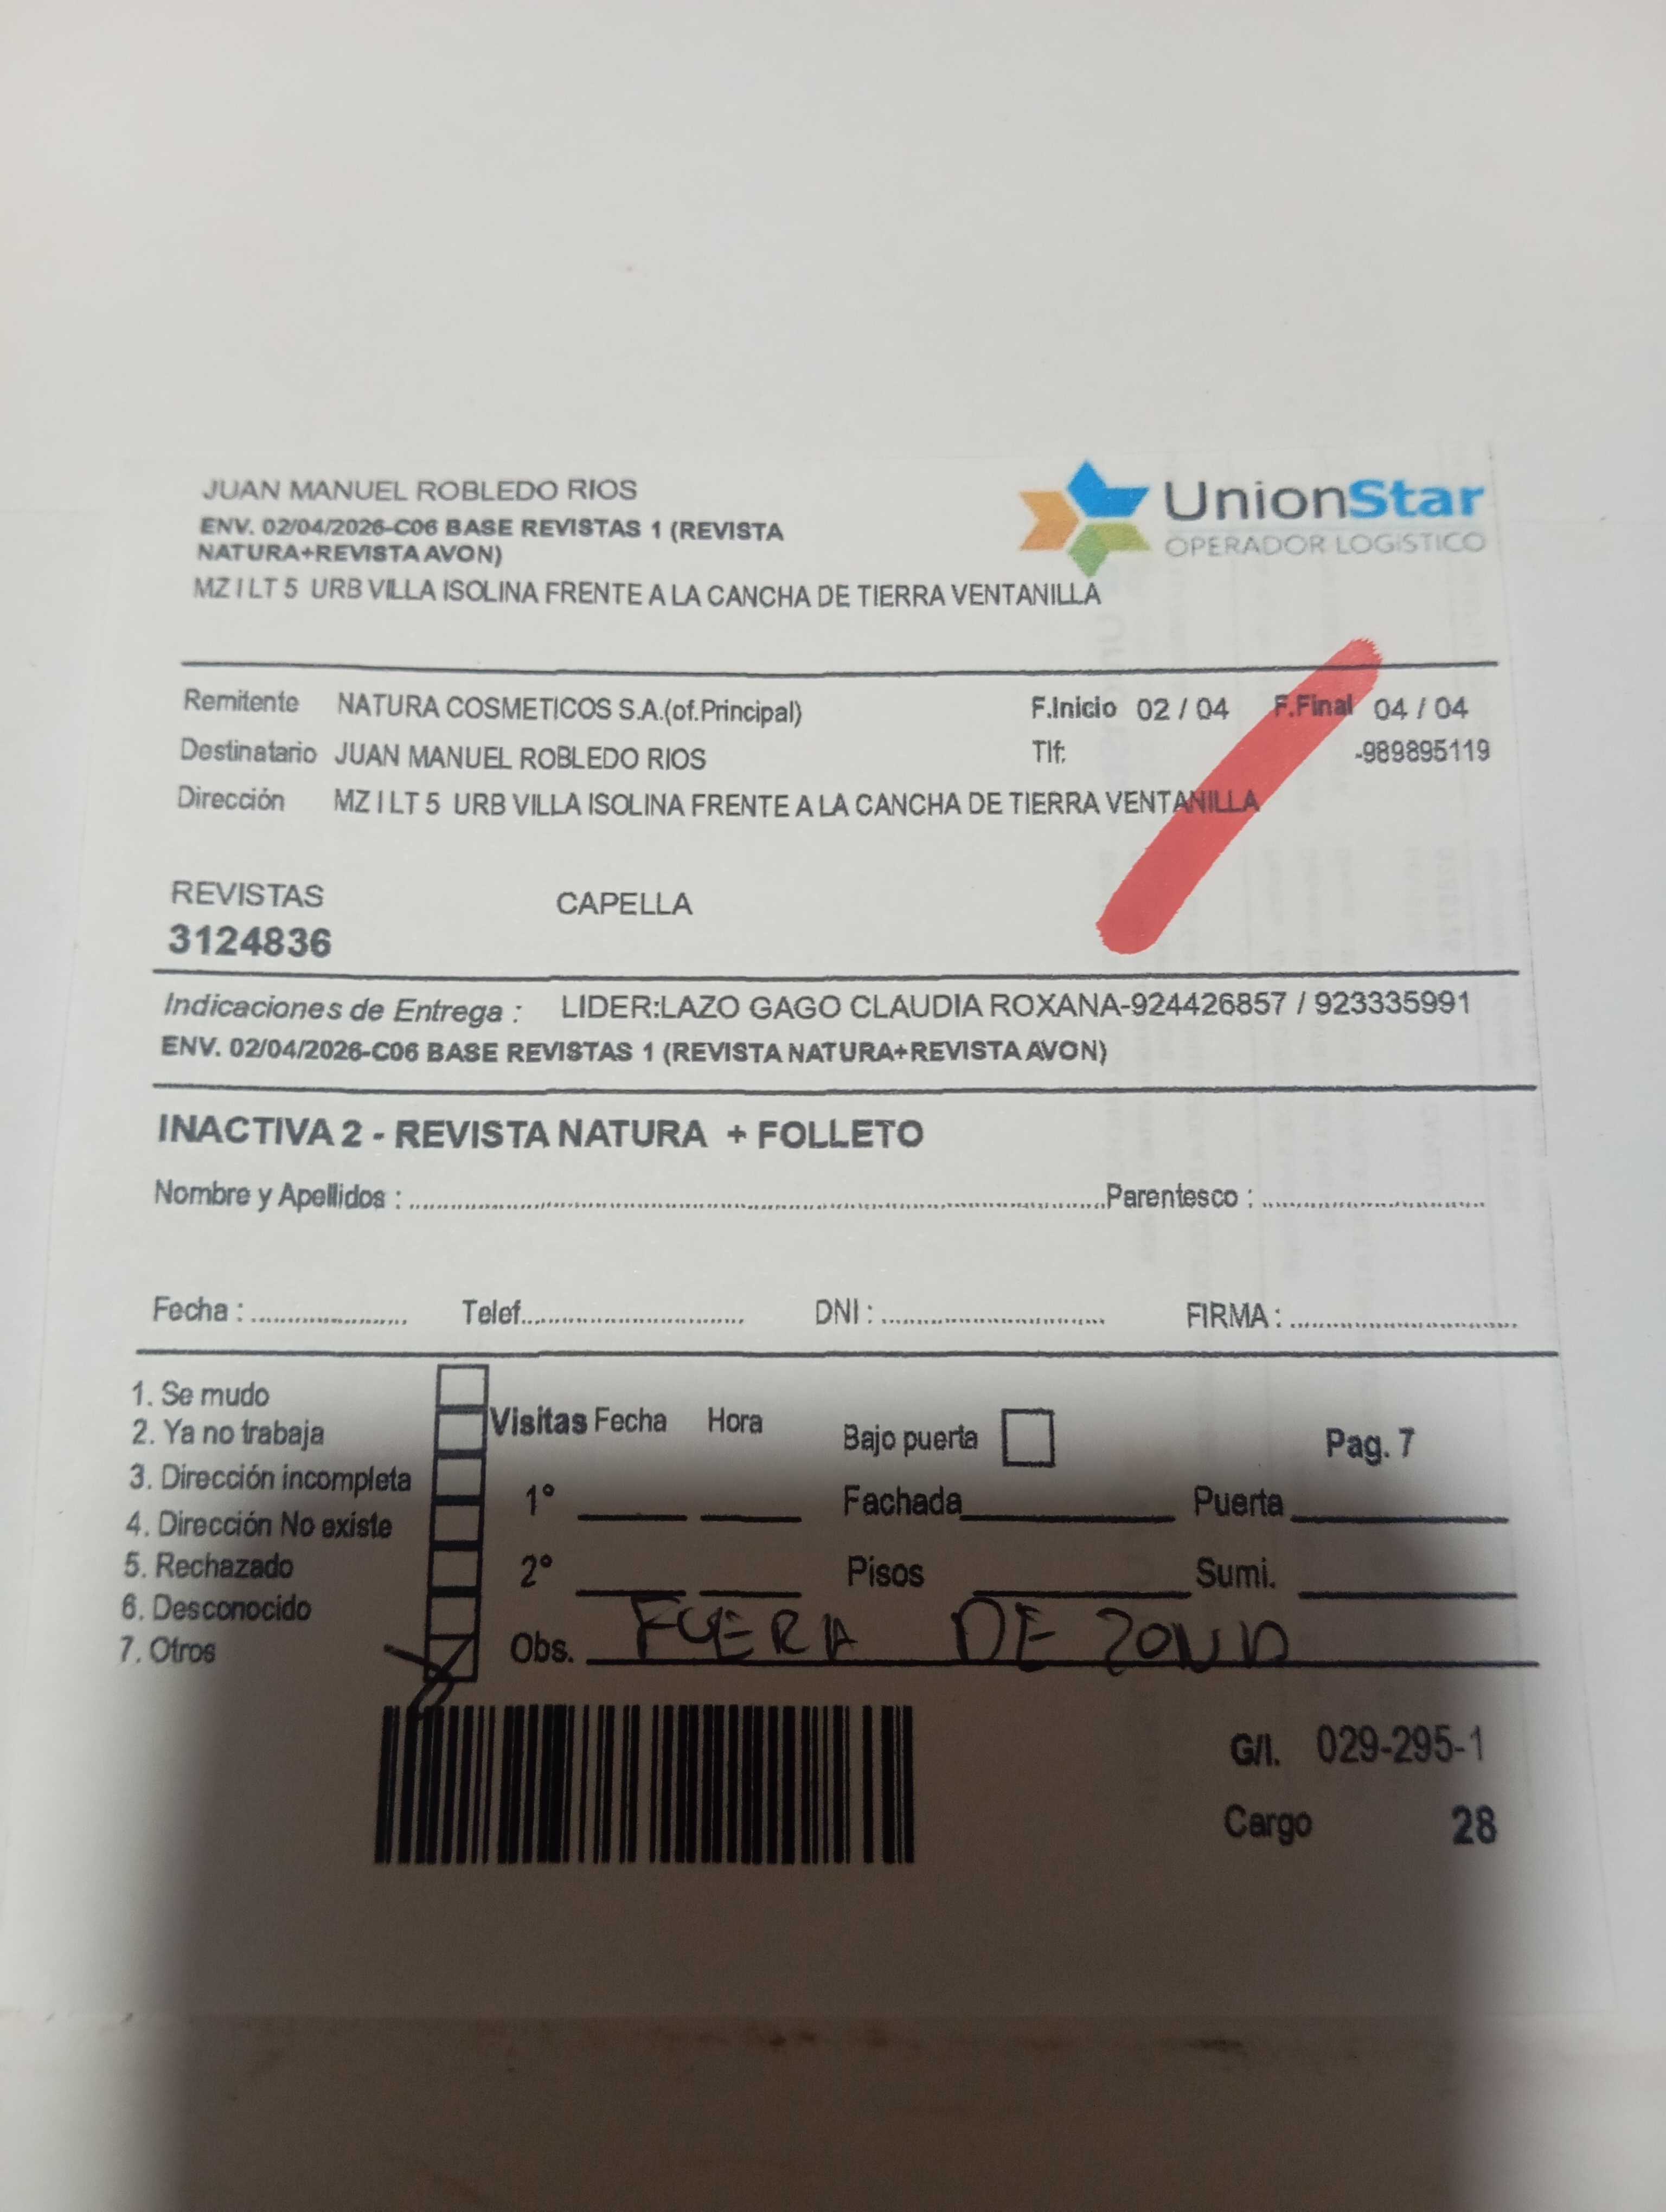 JUAN MANUEL ROBLEDO RIOS
ENV. 02/04/2026-C06 BASE REVISTAS 1 (REVISTA
NATURA+REVISTA AVON)
MZ I LT 5 URB VILLA ISOLINA FRENTE A LA CANCHA DE TIERRA VENTANILLA
UnionStar
OPERADOR LOGÍSTICO
Remitente NATURA COSMETICOS S.A.(of.Principal) F.Inicio 02 / 04 F.Final 04 / 04
Destinatario JUAN MANUEL ROBLEDO RIOS Tlf: -989895119
Dirección MZ I LT 5 URB VILLA ISOLINA FRENTE A LA CANCHA DE TIERRA VENTANILLA
REVISTAS CAPELLA
3124836
Indicaciones de Entrega : LIDER:LAZO GAGO CLAUDIA ROXANA-924426857 / 923335991
ENV. 02/04/2026-C06 BASE REVISTAS 1 (REVISTA NATURA+REVISTA AVON)
INACTIVA 2 - REVISTA NATURA + FOLLETO
Nombre y Apellidos : Parentesco :
Fecha : Telef. DNI : FIRMA :
1. Se mudo
2. Ya no trabaja
3. Dirección incompleta
4. Dirección No existe
5. Rechazado
6. Desconocido
7. Otros
Visitas Fecha Hora Bajo puerta Pag. 7
1° Fachada Puerta
2° Pisos Sumi.
Obs. FUERA DE ZONA
G/I. 029-295-1
Cargo 28